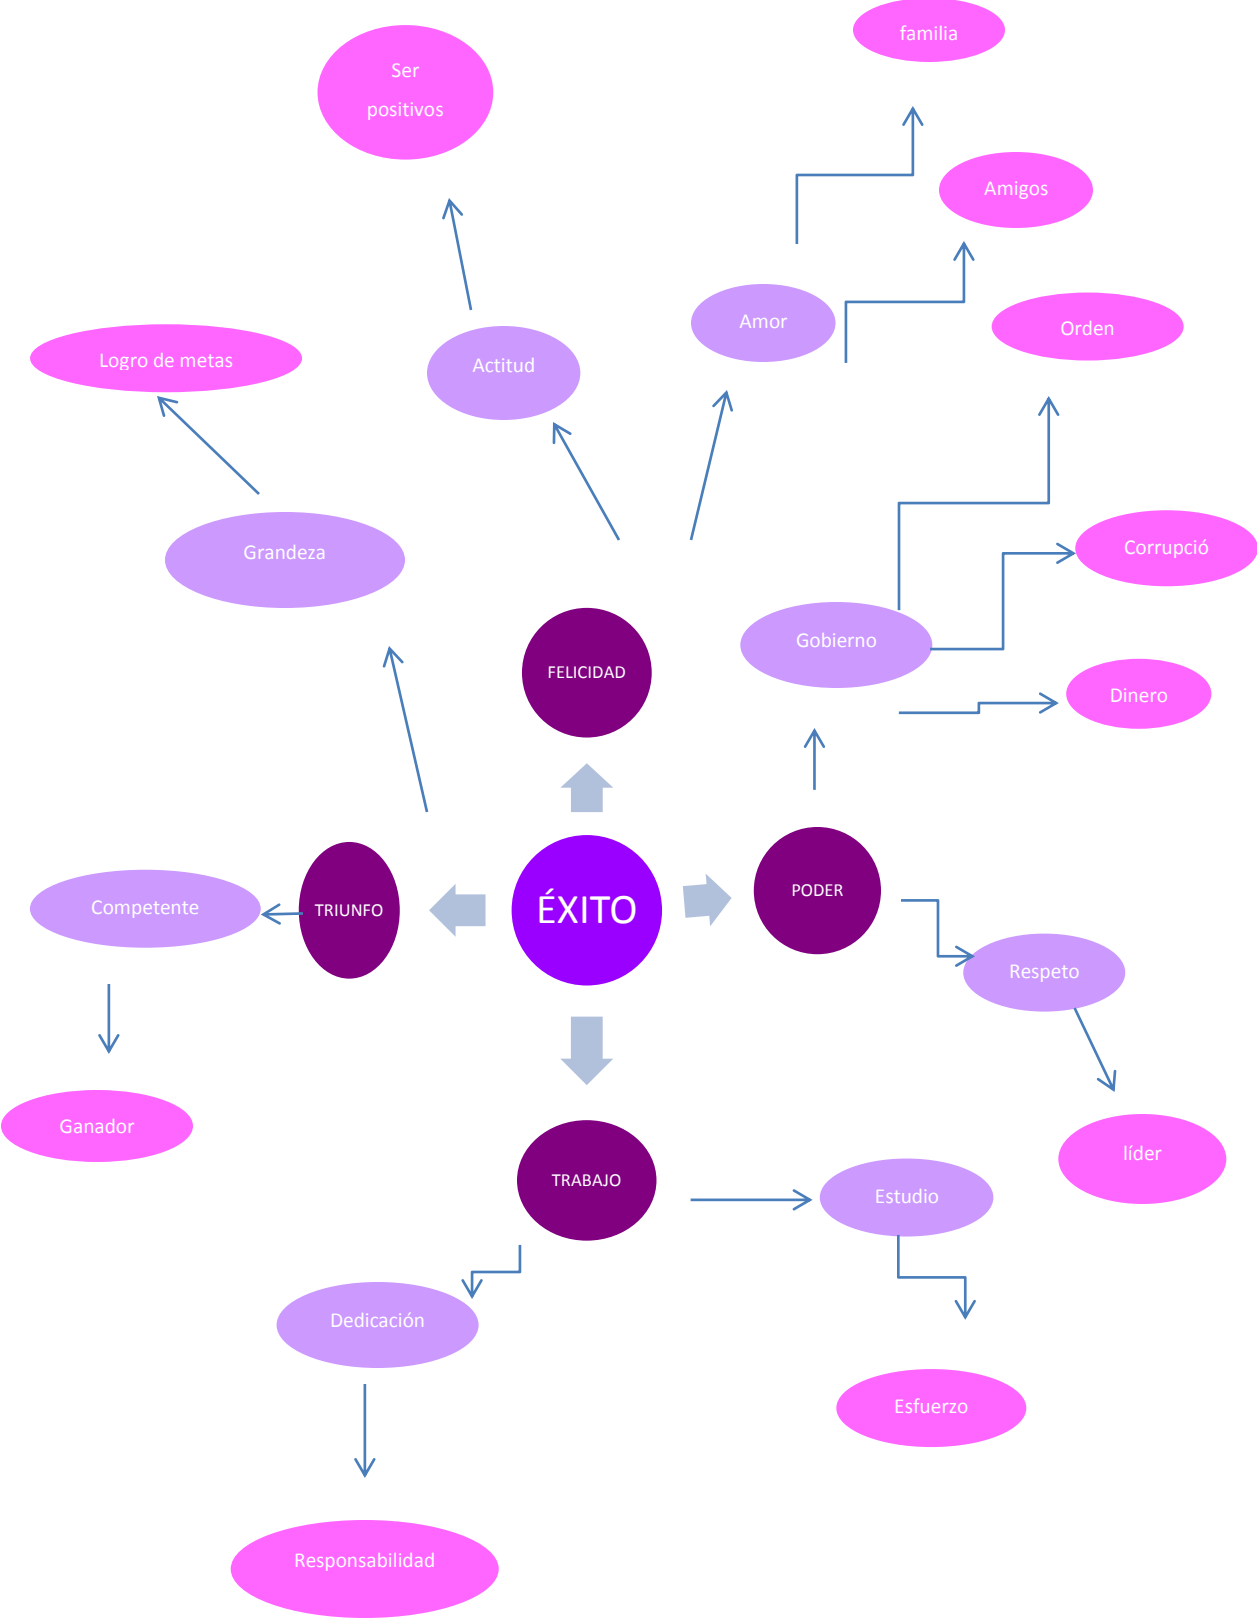 familia
Ser
positivos
Amigos
Amor
Orden
Logro de metas
Actitud
Grandeza
Corrupció
Gobierno
FELICIDAD
Dinero
PODER
Competente
TRIUNFO
ÉXITO
Respeto
Ganador
líder
TRABAJO
Estudio
Dedicación
Esfuerzo
Responsabilidad